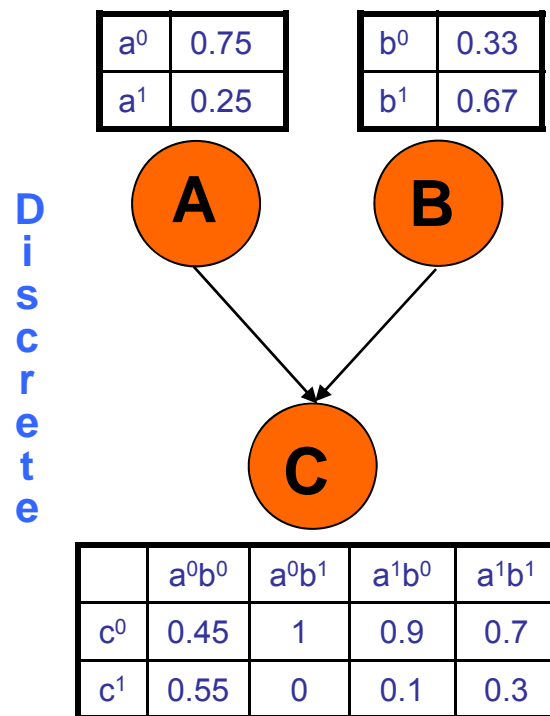 a⁰ 0.75
a¹ 0.25
b⁰ 0.33
b¹ 0.67
A
B
Discrete
C
a⁰b⁰ a⁰b¹ a¹b⁰ a¹b¹
c⁰ 0.45 1 0.9 0.7
c¹ 0.55 0 0.1 0.3